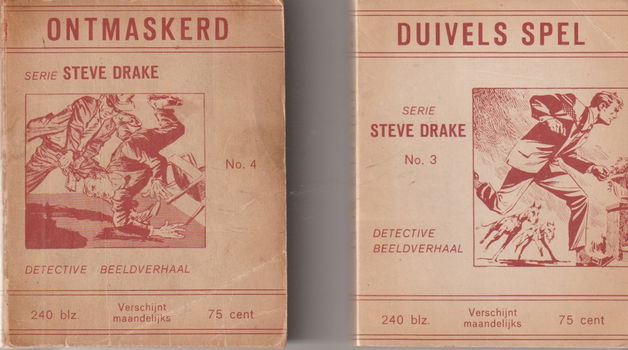 ONTMASKERD
SERIE STEVE DRAKE
No. 4
DETECTIVE BEELDVERHAAL
240 blz.
Verschijnt
maandelijks
75 cent
DUIVELS SPEL
SERIE
STEVE DRAKE
No. 3
DETECTIVE
BEELDVERHAAL
240 blz.
Verschijnt
maandelijks
75 cent